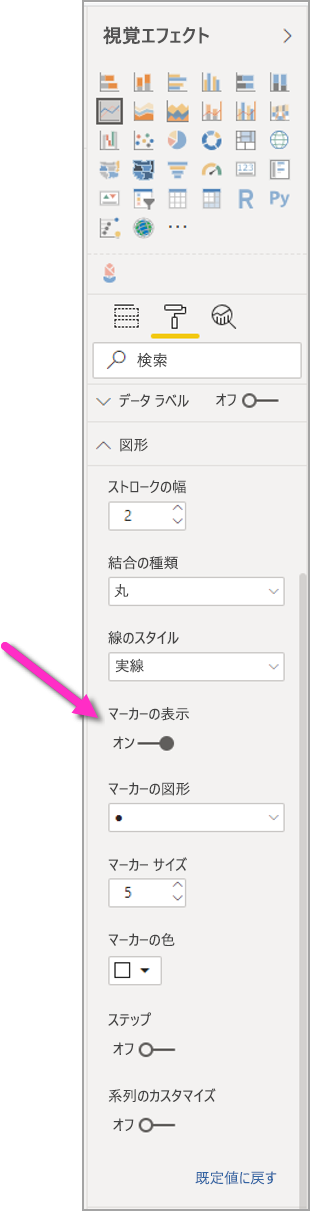 視覚エフェクト
123
R Py
検索
データ ラベル オフ
図形
ストロークの幅
2
結合の種類
丸
線のスタイル
実線
マーカーの表示
オン
マーカーの図形
●
マーカー サイズ
5
マーカーの色
ステップ
オフ
系列のカスタマイズ
オフ
既定値に戻す